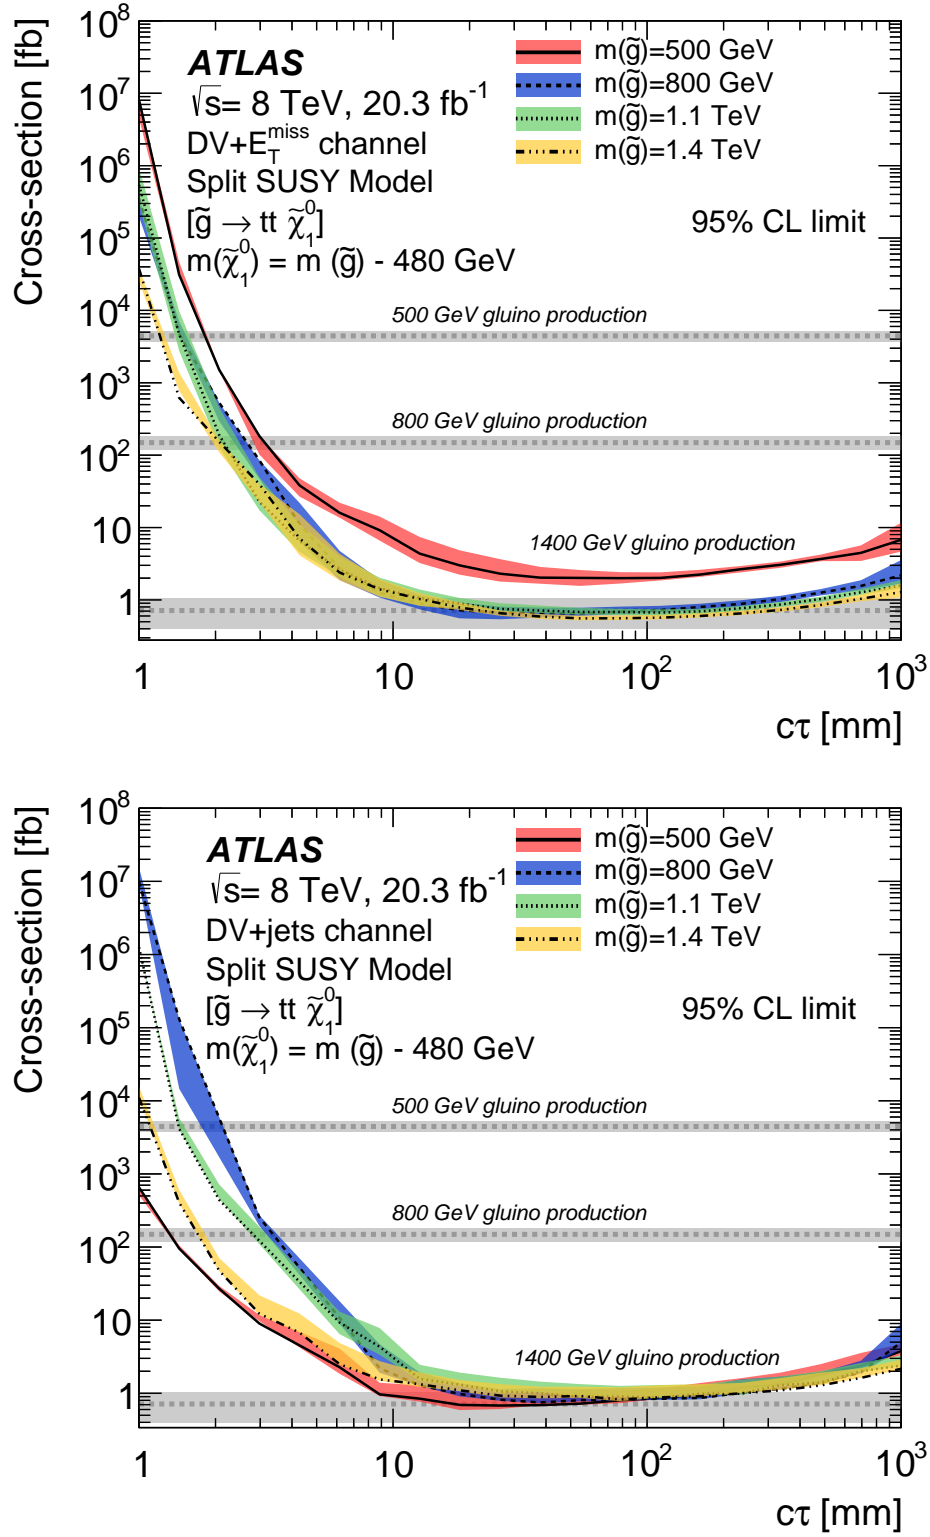 Cross-section [fb]
10⁸
10⁷
10⁶
10⁵
10⁴
10³
10²
10
1
ATLAS
√s= 8 TeV, 20.3 fb⁻¹
DV+E_T^miss channel
Split SUSY Model
[g̃ → tt χ̃₁⁰]
m(χ̃₁⁰) = m (g̃) - 480 GeV
m(g̃)=500 GeV
m(g̃)=800 GeV
m(g̃)=1.1 TeV
m(g̃)=1.4 TeV
95% CL limit
500 GeV gluino production
800 GeV gluino production
1400 GeV gluino production
1 10 10² 10³
cτ [mm]
Cross-section [fb]
10⁸
10⁷
10⁶
10⁵
10⁴
10³
10²
10
1
ATLAS
√s= 8 TeV, 20.3 fb⁻¹
DV+jets channel
Split SUSY Model
[g̃ → tt χ̃₁⁰]
m(χ̃₁⁰) = m (g̃) - 480 GeV
m(g̃)=500 GeV
m(g̃)=800 GeV
m(g̃)=1.1 TeV
m(g̃)=1.4 TeV
95% CL limit
500 GeV gluino production
800 GeV gluino production
1400 GeV gluino production
1 10 10² 10³
cτ [mm]